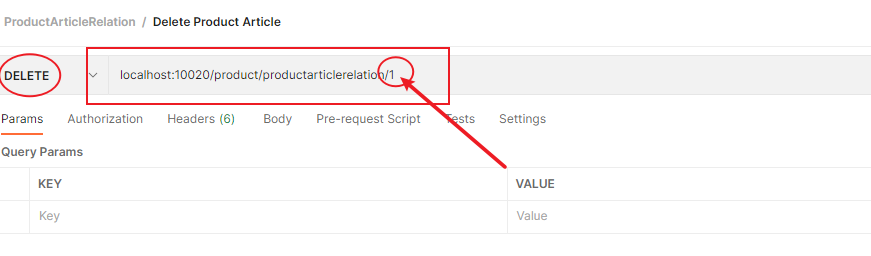 ProductArticleRelation / Delete Product Article
DELETE localhost:10020/product/productarticlerelation/1
Params Authorization Headers (6) Body Pre-request Script Tests Settings
Query Params
KEY VALUE
Key Value